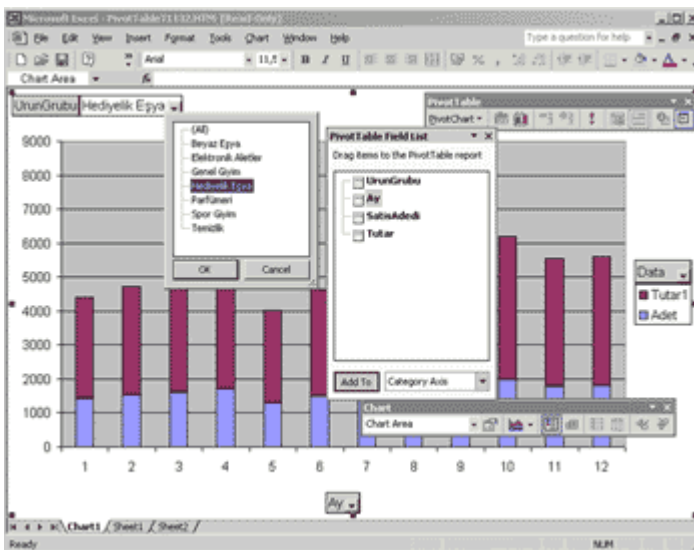 Microsoft Excel - PivotTable71332.HTM [Read-Only]
File Edit View Insert Format Tools Chart Window Help
Type a question for help
Arial 11,5 B I U % ,
Chart Area fx
UrunGrubu Hediyelik Eşya
PivotTable
PivotChart
(All)
Beyaz Eşya
Elektronik Aletler
Genel Giyim
Hediyelik Eşya
Parfümeri
Spor Giyim
Temizlik
OK Cancel
PivotTable Field List
Drag items to the PivotTable report
UrunGrubu
Ay
SatisAdedi
Tutar
Add To Category Axis
9000
8000
7000
6000
5000
4000
3000
2000
1000
0
Data
Tutar1
Adet
Chart
Chart Area
1 2 3 4 5 6 7 8 9 10 11 12
Ay
Chart1 Sheet1 Sheet2
Ready NUM